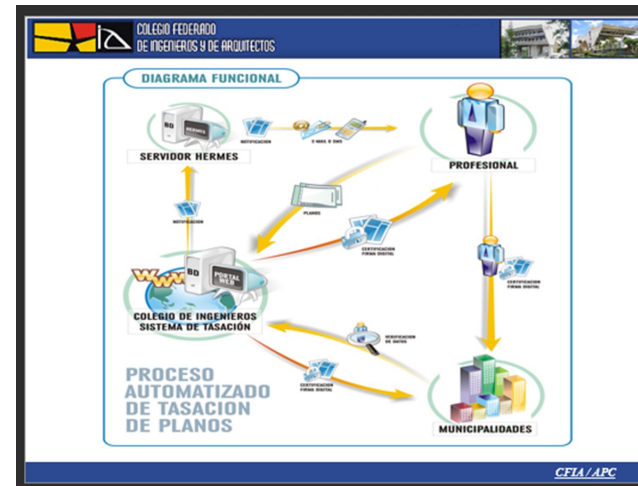 COLEGIO FEDERADO
DE INGENIEROS Y DE ARQUITECTOS
DIAGRAMA FUNCIONAL
BD
HERMES
SERVIDOR HERMES
NOTIFICACION
E-MAIL O SMS
PROFESIONAL
PLANOS
NOTIFICACION
CERTIFICACION
FIRMA DIGITAL
CERTIFICACION
FIRMA DIGITAL
WWW
BD
PORTAL
WEB
COLEGIO DE INGENIEROS
SISTEMA DE TASACIÓN
VERIFICACION
DE DATOS
CERTIFICACION
FIRMA DIGITAL
PROCESO
AUTOMATIZADO
DE TASACION
DE PLANOS
MUNICIPALIDADES
CFIA/APC